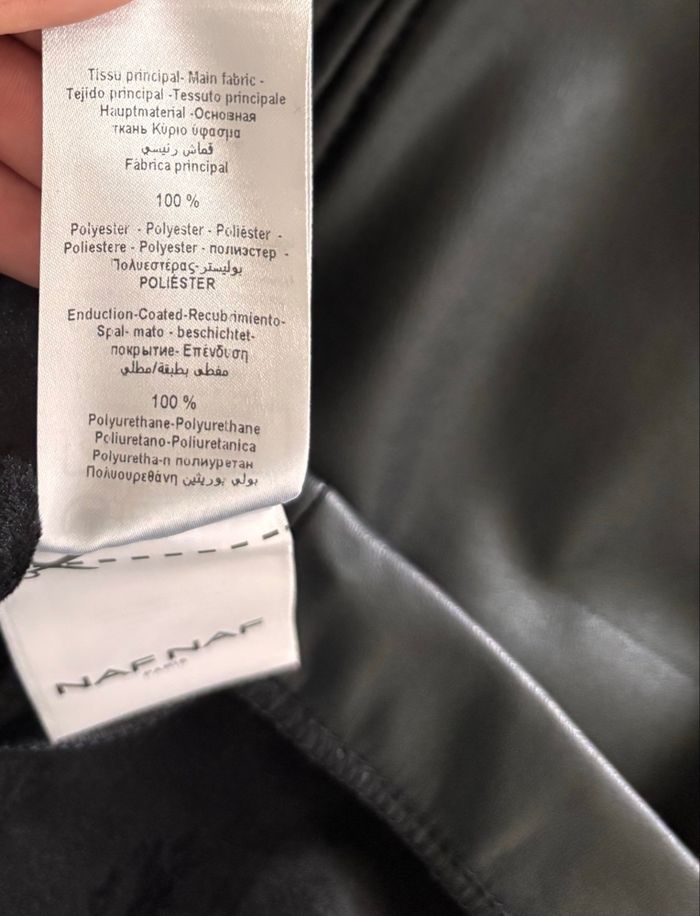 Tissu principal- Main fabric -
Tejido principal -Tessuto principale
Hauptmaterial -Основная
ткань Κύριο ύφασμα
قماش رئيسي
Fábrica principal
100 %
Polyester - Polyester - Poliéster -
Poliestere - Polyester - полиэстер -
Πολυεστέρας-بوليستر
POLIÉSTER
Enduction-Coated-Recubrimiento-
Spal- mato - beschichtet-
покрытие- Επένδυση
مغطى بطبقة/مطلي
100 %
Polyurethane-Polyurethane
Poliuretano-Poliuretanica
Polyuretha-n полиуретан
Πολυουρεθάνη بولي يوريثين
NAF NAF
PARIS